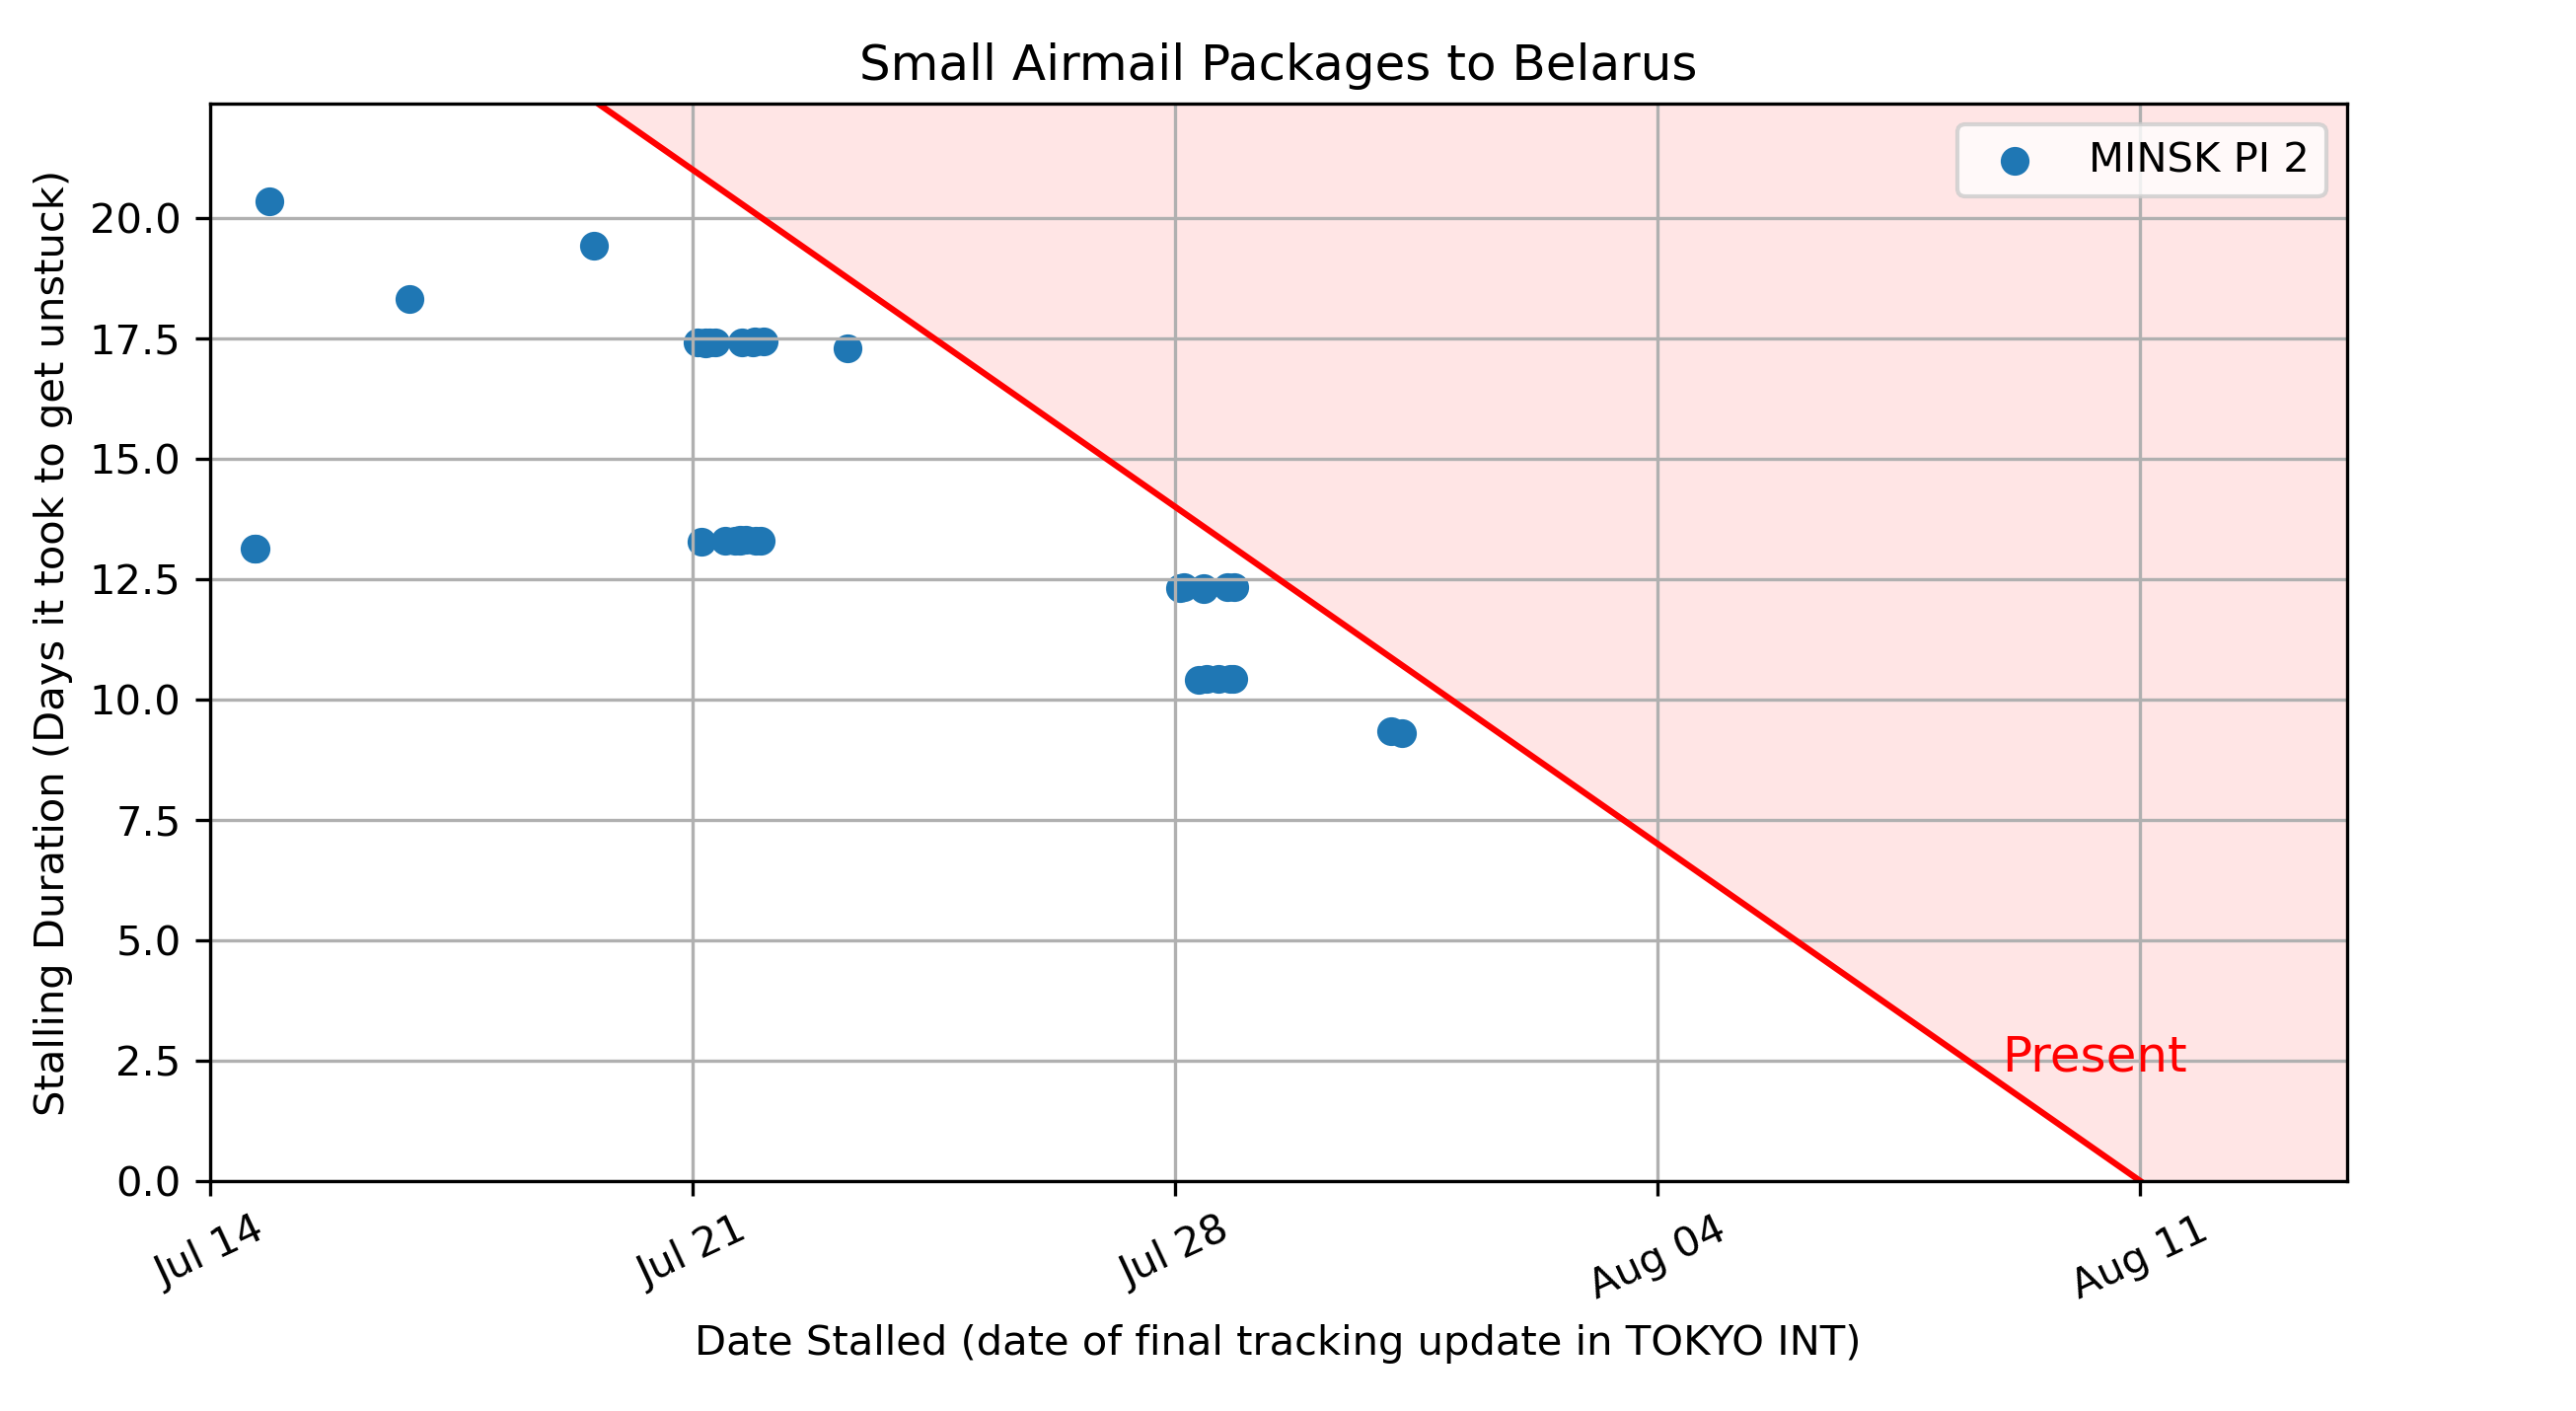 Small Airmail Packages to Belarus
MINSK PI 2
Stalling Duration (Days it took to get unstuck)
20.0
17.5
15.0
12.5
10.0
7.5
5.0
2.5
0.0
Present
Jul 14
Jul 21
Jul 28
Aug 04
Aug 11
Date Stalled (date of final tracking update in TOKYO INT)